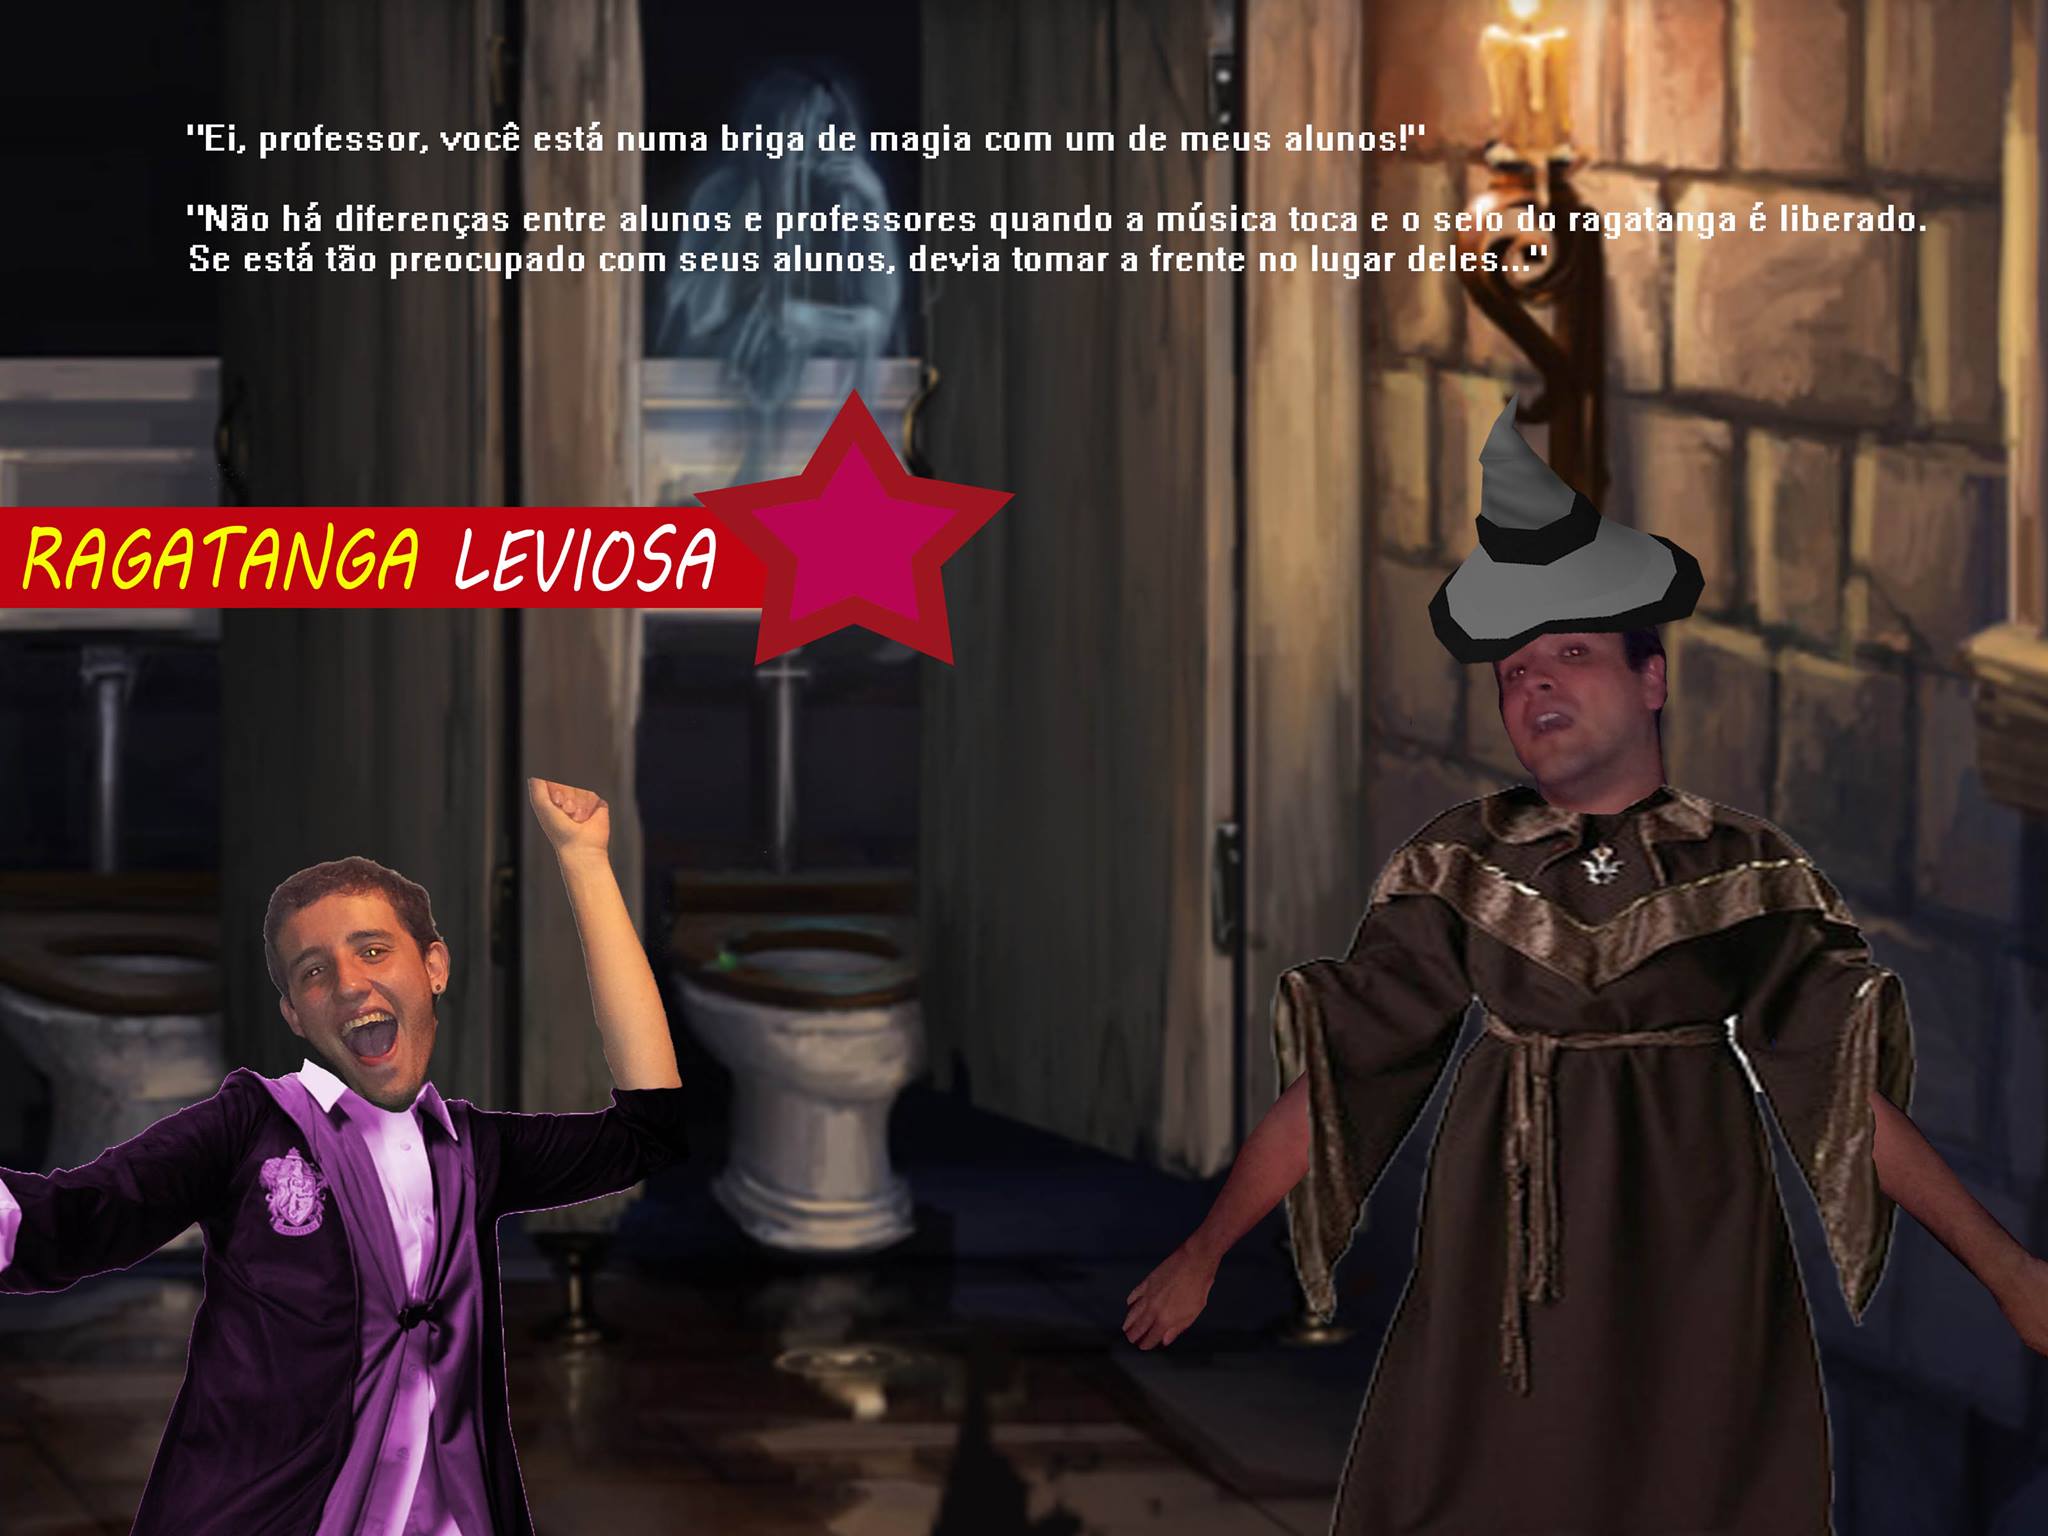 "Ei, professor, você está numa briga de magia com um de meus alunos!"
"Não há diferenças entre alunos e professores quando a música toca e o selo do ragatanga é liberado.
Se está tão preocupado com seus alunos, devia tomar a frente no lugar deles..."
RAGATANGA LEVIOSA